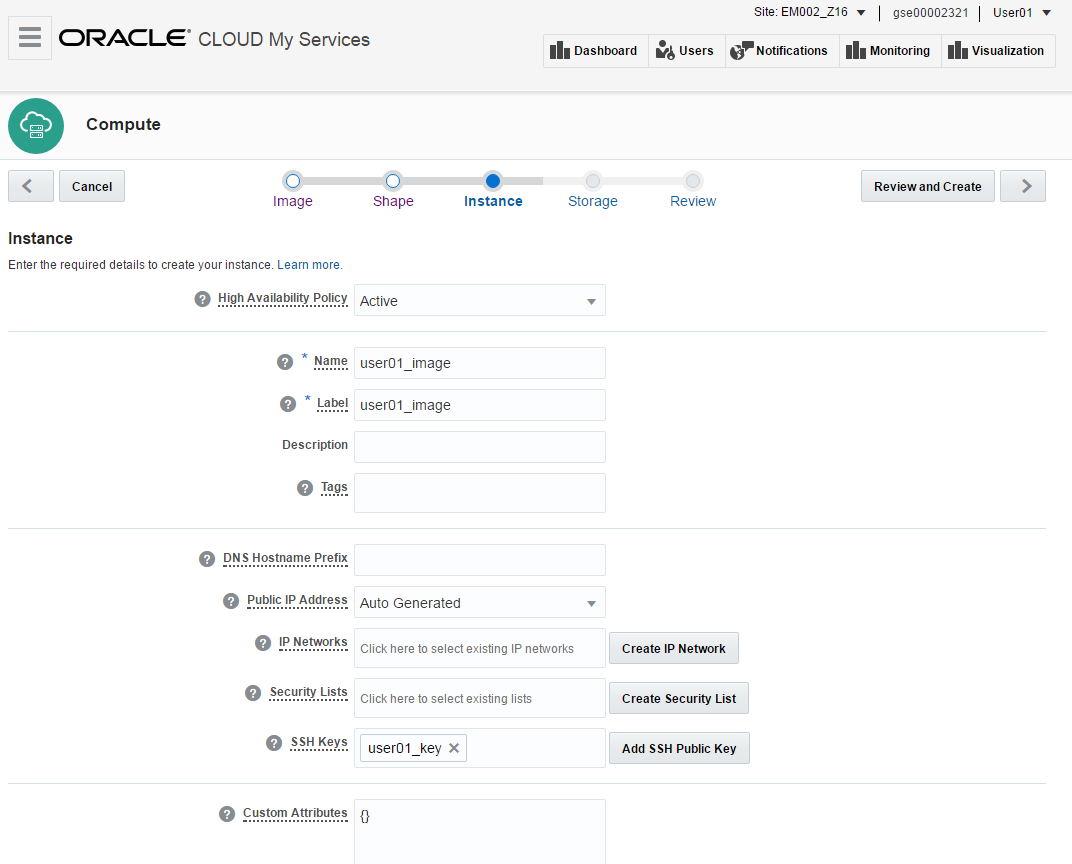 Site: EM002_Z16 gse00002321 User01
ORACLE® CLOUD My Services
Dashboard Users Notifications Monitoring Visualization
Compute
Cancel Image Shape Instance Storage Review Review and Create
Instance
Enter the required details to create your instance. Learn more.
? High Availability Policy Active
? * Name user01_image
? * Label user01_image
Description
? Tags
? DNS Hostname Prefix
? Public IP Address Auto Generated
? IP Networks Click here to select existing IP networks Create IP Network
? Security Lists Click here to select existing lists Create Security List
? SSH Keys user01_key ✕ Add SSH Public Key
? Custom Attributes {}